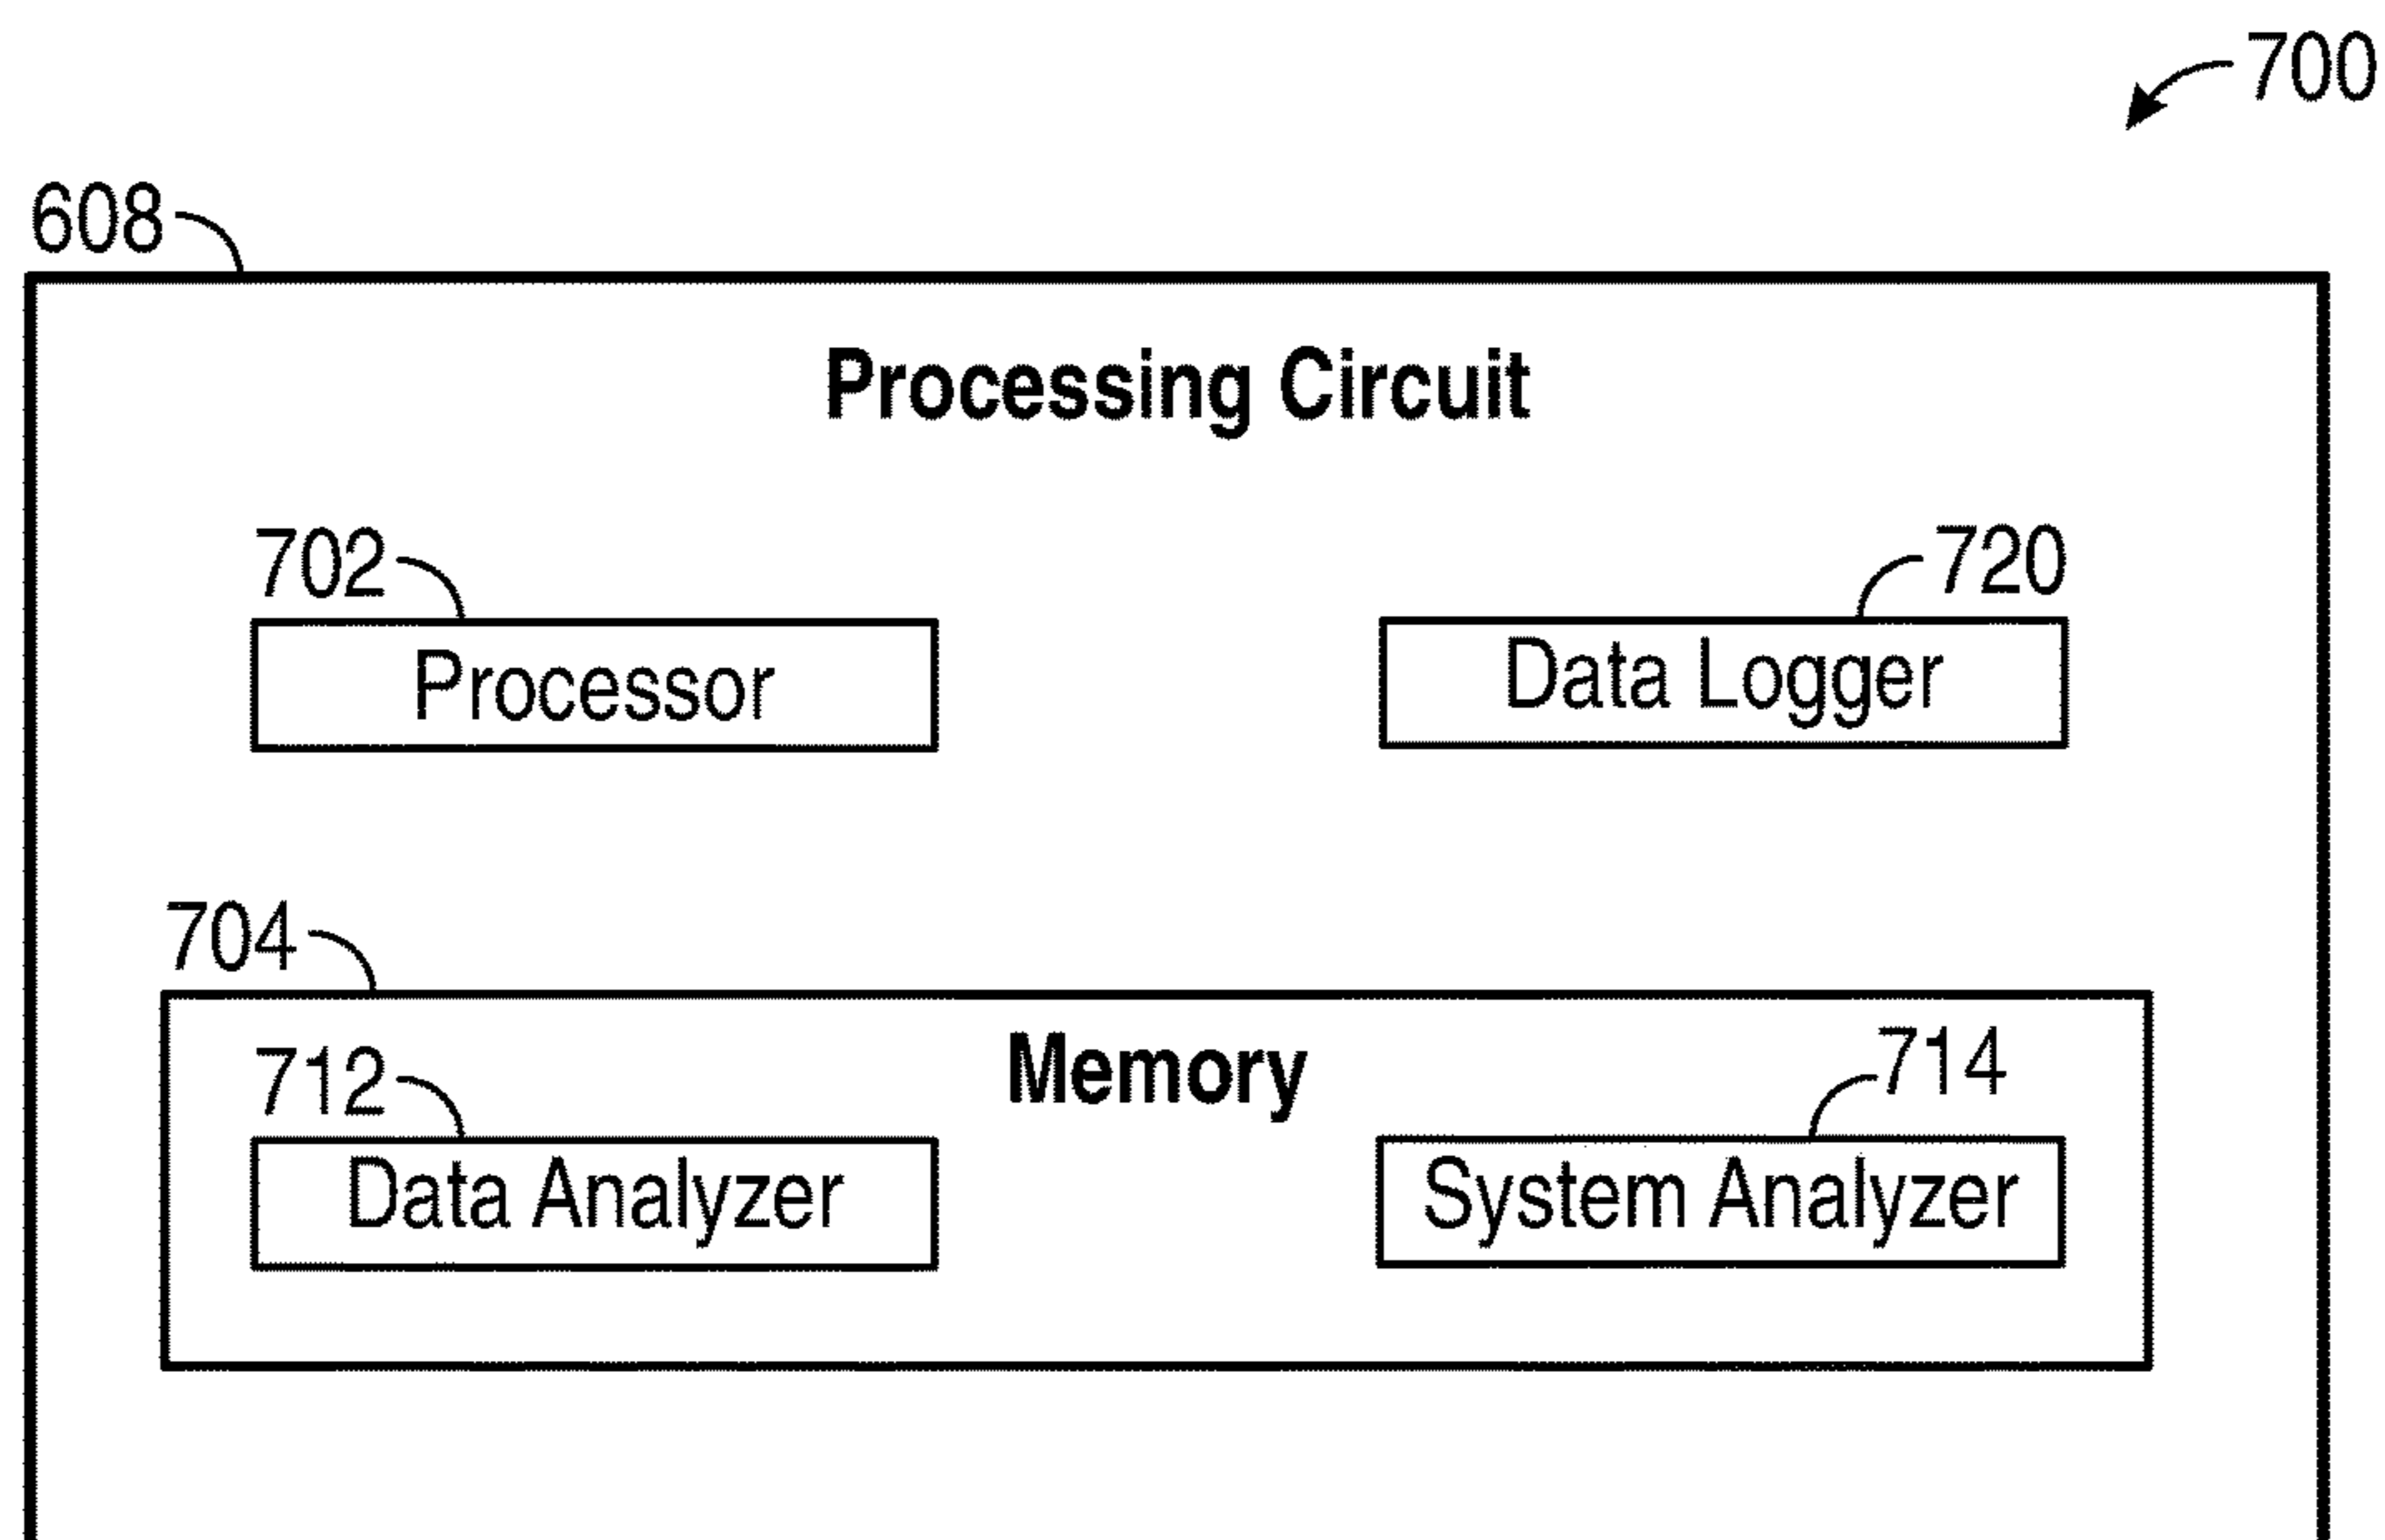 700
608
Processing Circuit
702
720
Processor
Data Logger
704
Memory
712
714
Data Analyzer
System Analyzer